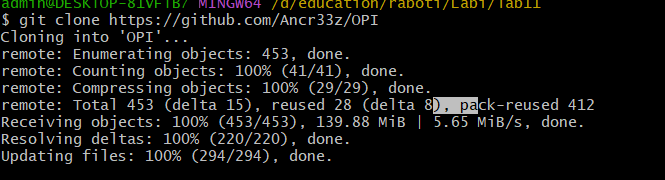 admin@DESKTOP-81VFTB7 MINGW64 /d/education/raboti/Labi/Tabli
$ git clone https://github.com/Ancr33z/OPI
Cloning into 'OPI'...
remote: Enumerating objects: 453, done.
remote: Counting objects: 100% (41/41), done.
remote: Compressing objects: 100% (29/29), done.
remote: Total 453 (delta 15), reused 28 (delta 8), pack-reused 412
Receiving objects: 100% (453/453), 139.88 MiB | 5.65 MiB/s, done.
Resolving deltas: 100% (220/220), done.
Updating files: 100% (294/294), done.